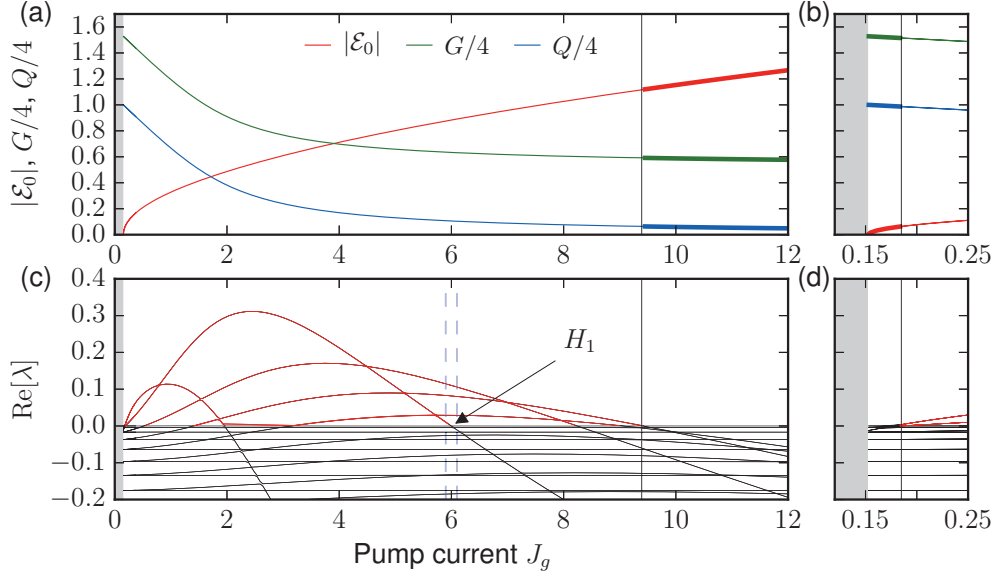 (a)
(b)
|ℰ₀|, G/4, Q/4
1.6
1.4
1.2
1.0
0.8
0.6
0.4
0.2
0.0
|ℰ₀| G/4 Q/4
0 2 4 6 8 10 12
0.15 0.25
(c)
(d)
Re[λ]
0.4
0.3
0.2
0.1
0.0
−0.1
−0.2
H₁
0 2 4 6 8 10 12
0.15 0.25
Pump current J_g